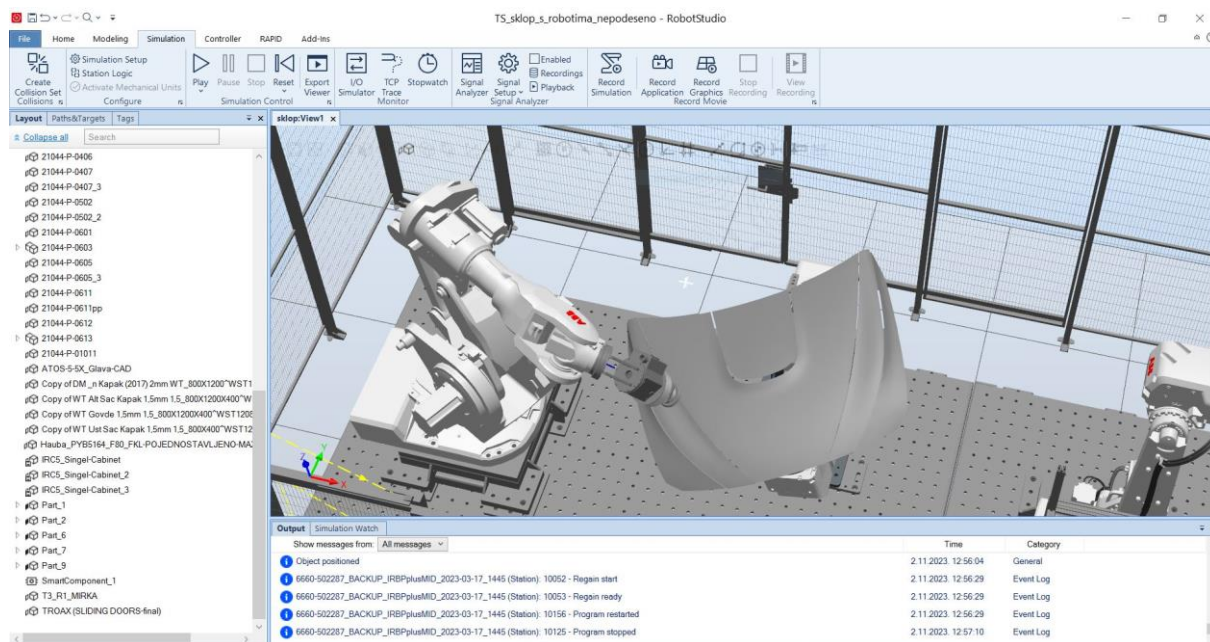 TS_sklop_s_robotima_nepodeseno - RobotStudio
File Home Modeling Simulation Controller RAPID Add-Ins
Create Collision Set
Collisions
Simulation Setup
Station Logic
Activate Mechanical Units
Configure
Play Pause Stop Reset Export Viewer
Simulation Control
I/O Simulator TCP Trace Stopwatch
Monitor
Signal Analyzer Signal Setup
Enabled
Recordings
Playback
Signal Analyzer
Record Simulation Record Application Record Graphics Stop Recording View Recording
Record Movie
Layout Paths&Targets Tags
Collapse all Search
21044-P-0406
21044-P-0407
21044-P-0407_3
21044-P-0502
21044-P-0502_2
21044-P-0601
21044-P-0603
21044-P-0605
21044-P-0605_3
21044-P-0611
21044-P-0611pp
21044-P-0612
21044-P-0613
21044-P-01011
ATOS-5-5X_Glava-CAD
Copy of DM _n Kapak (2017) 2mm WT_800X1200^WST1
Copy of WT Alt Sac Kapak 1,5mm 1,5_800X1200X400^WST
Copy of WT Govde 1,5mm 1,5_800X1200X400^WST1208
Copy of WT Ust Sac Kapak 1,5mm 1,5_800X400^WST12
Hauba_PYB5164_F80_FKL-POJEDNOSTAVLJENO-MA
IRC5_Singel-Cabinet
IRC5_Singel-Cabinet_2
IRC5_Singel-Cabinet_3
Part_1
Part_2
Part_6
Part_7
Part_9
SmartComponent_1
T3_R1_MIRKA
TROAX (SLIDING DOORS-final)
sklop:View1
ABB
ABB
Z Y X
Output Simulation Watch
Show messages from: All messages Time Category
Object positioned 2.11.2023. 12:56:04 General
6660-502287_BACKUP_IRBPplusMID_2023-03-17_1445 (Station): 10052 - Regain start 2.11.2023. 12:56:29 Event Log
6660-502287_BACKUP_IRBPplusMID_2023-03-17_1445 (Station): 10053 - Regain ready 2.11.2023. 12:56:29 Event Log
6660-502287_BACKUP_IRBPplusMID_2023-03-17_1445 (Station): 10156 - Program restarted 2.11.2023. 12:56:29 Event Log
6660-502287_BACKUP_IRBPplusMID_2023-03-17_1445 (Station): 10125 - Program stopped 2.11.2023. 12:57:10 Event Log